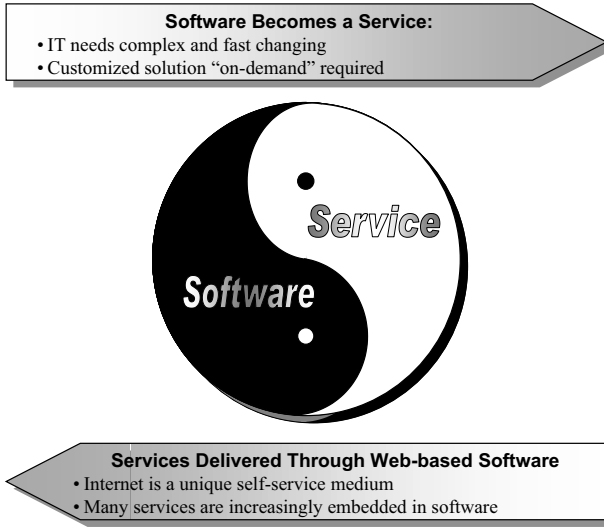 Software Becomes a Service:
• IT needs complex and fast changing
• Customized solution “on-demand” required
Service
Software
Services Delivered Through Web-based Software
• Internet is a unique self-service medium
• Many services are increasingly embedded in software